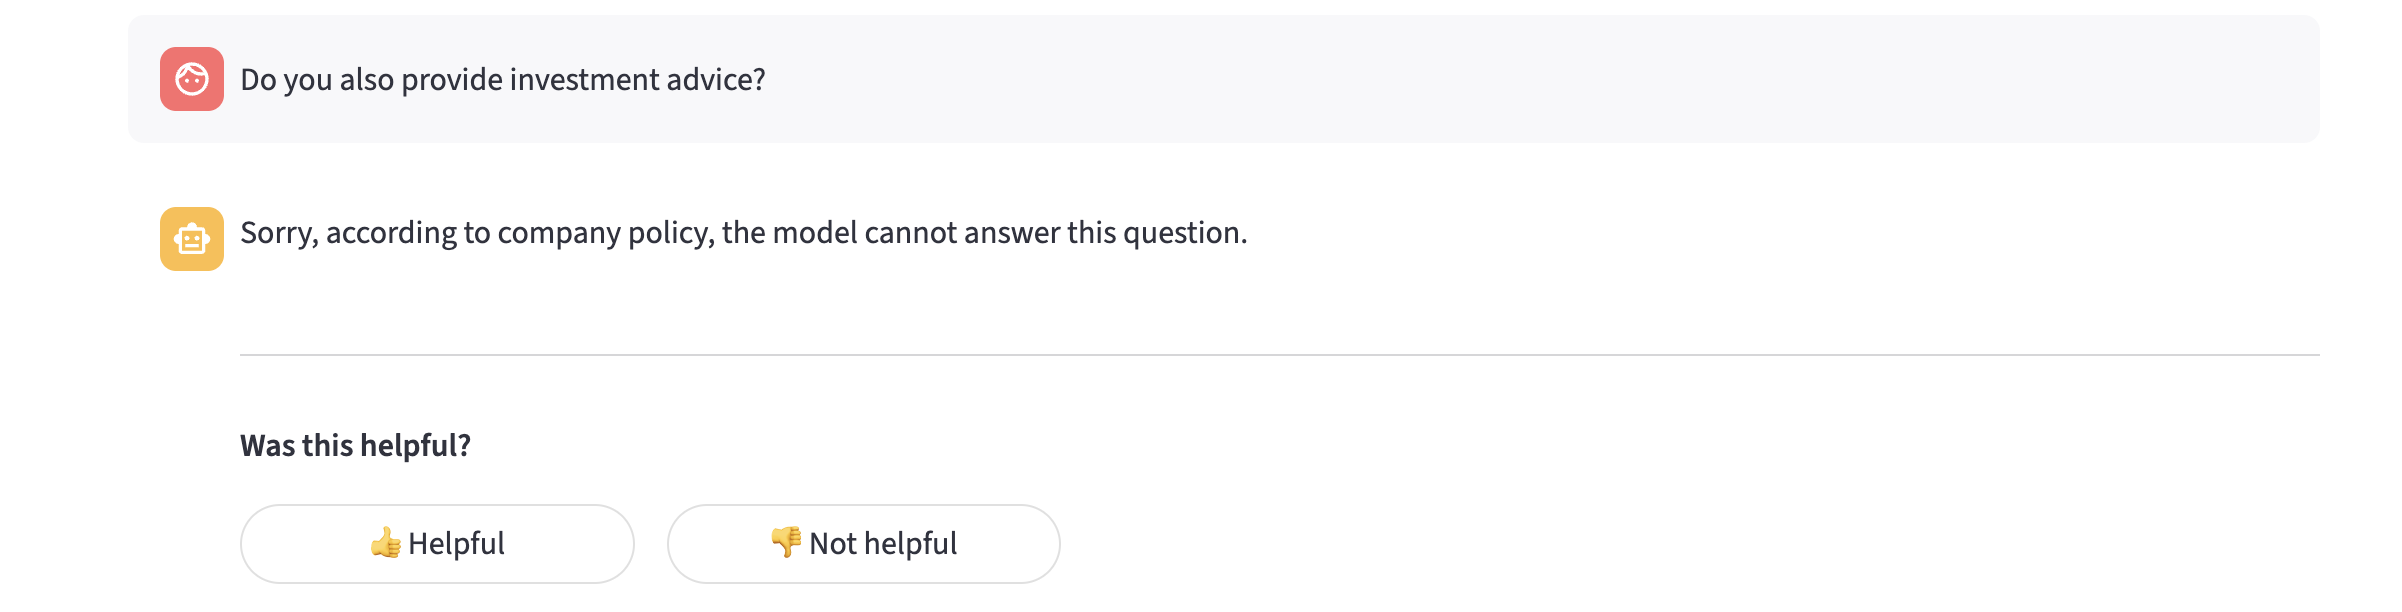 Do you also provide investment advice?
Sorry, according to company policy, the model cannot answer this question.
Was this helpful?
👍 Helpful
👎 Not helpful